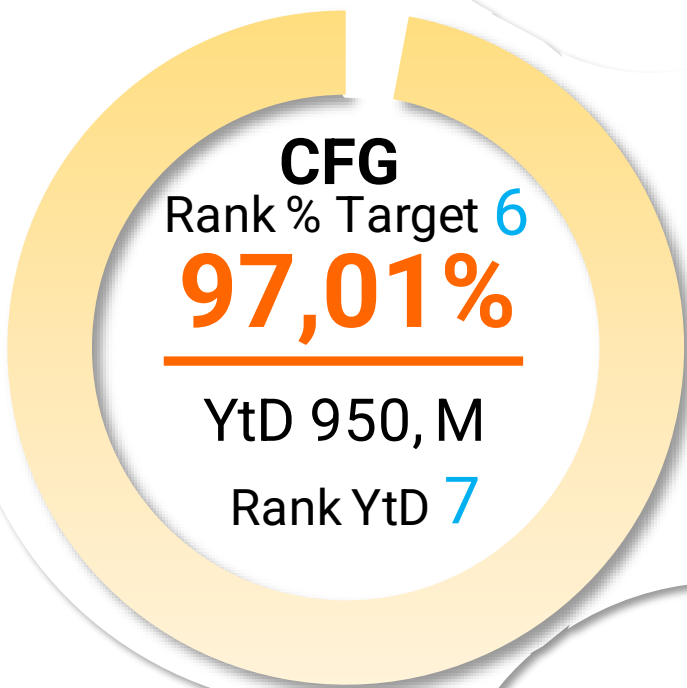 CFG
Rank % Target 6
97,01%
YtD 950, M
Rank YtD 7